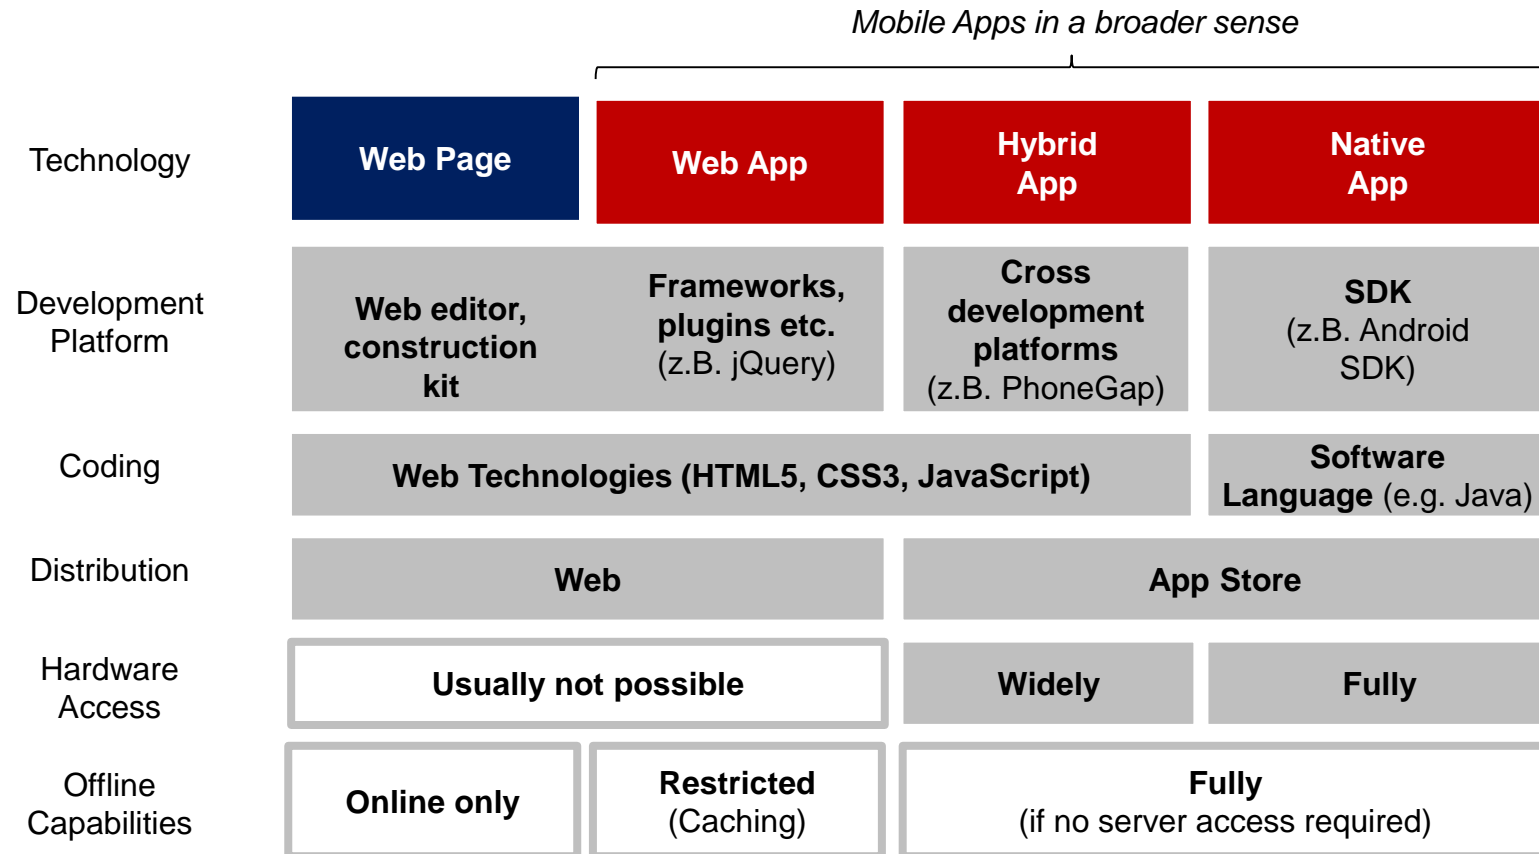 Mobile Apps in a broader sense
Technology
Web Page
Web App
Hybrid
App
Native
App
Development
Platform
Web editor,
construction
kit
Frameworks,
plugins etc.
(z.B. jQuery)
Cross
development
platforms
(z.B. PhoneGap)
SDK
(z.B. Android
SDK)
Coding
Web Technologies (HTML5, CSS3, JavaScript)
Software
Language (e.g. Java)
Distribution
Web
App Store
Hardware
Access
Usually not possible
Widely
Fully
Offline
Capabilities
Online only
Restricted
(Caching)
Fully
(if no server access required)